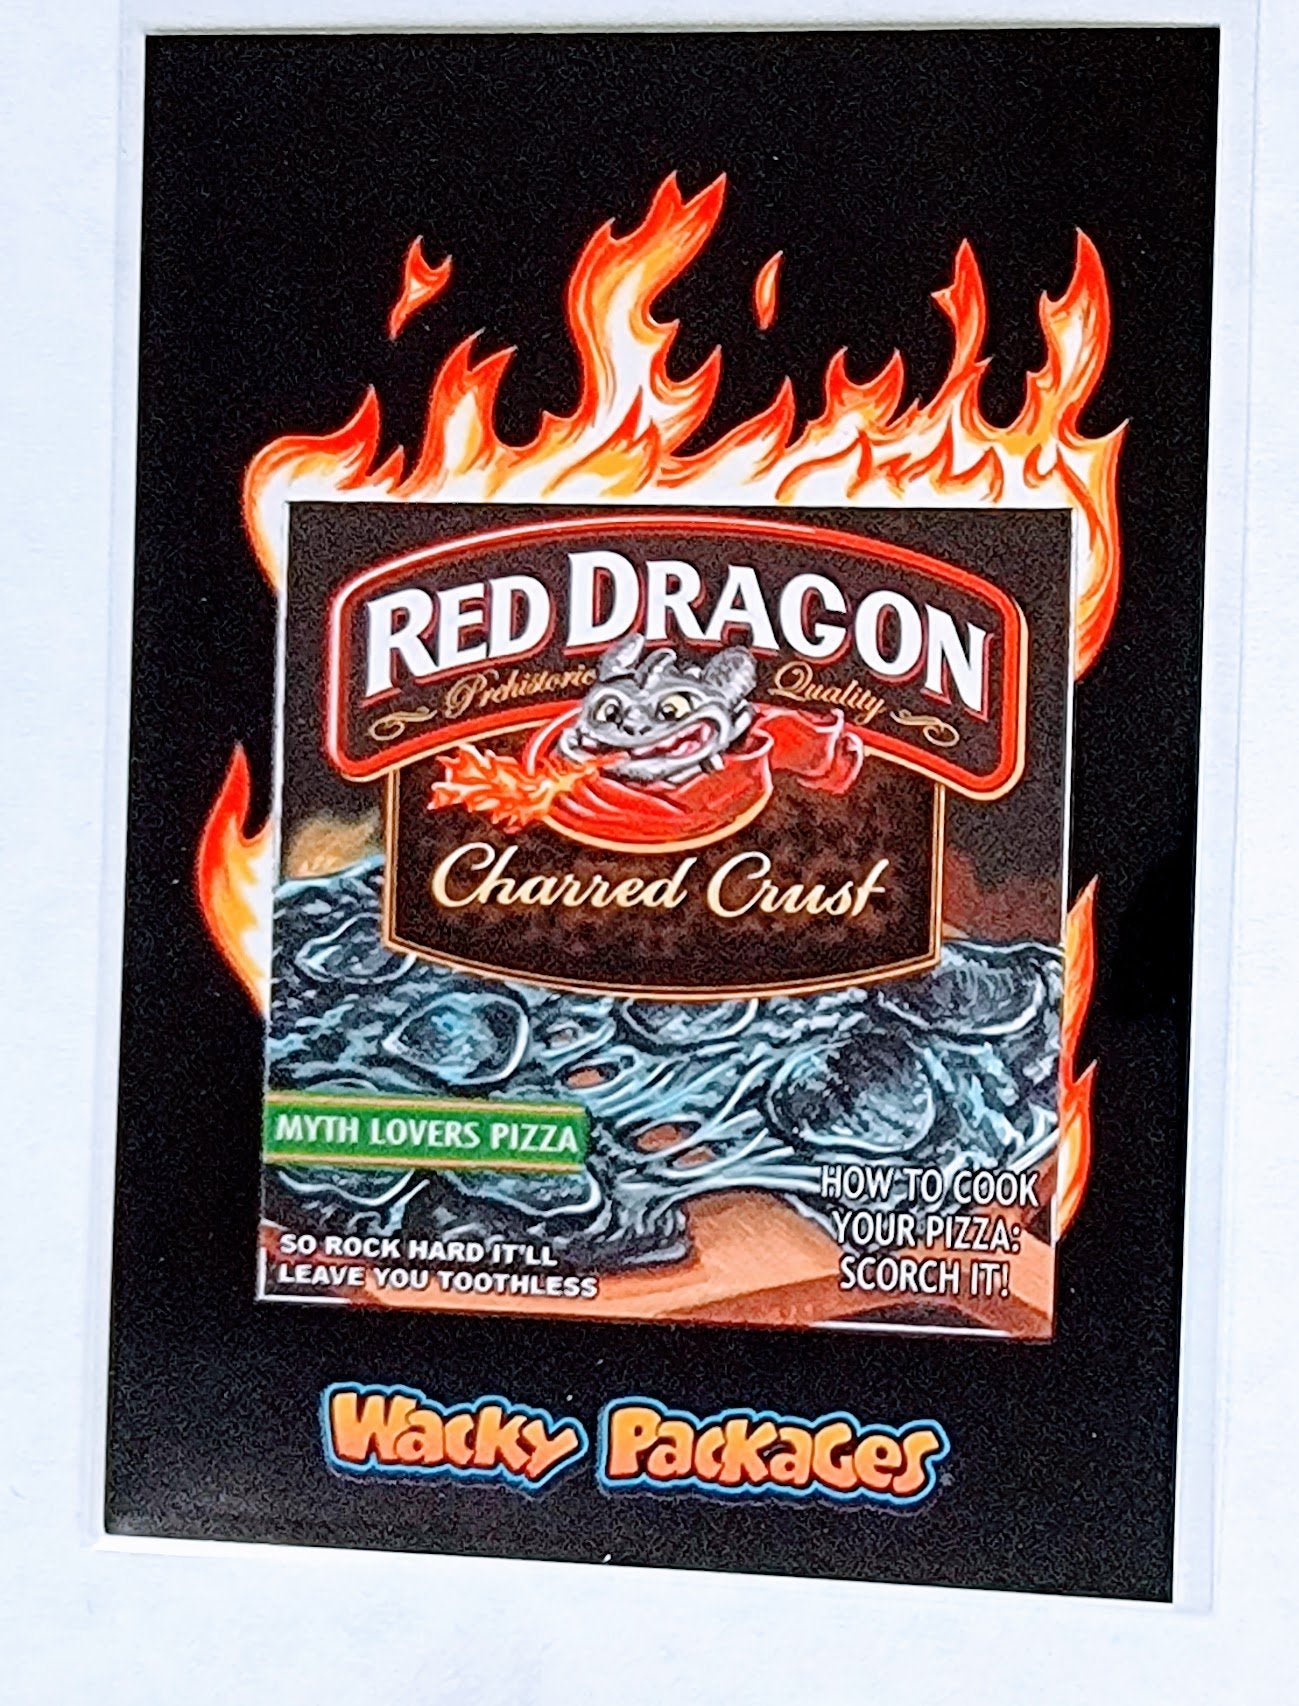 RED DRAGON
Prehistoric Quality
Charred Crust
MYTH LOVERS PIZZA
SO ROCK HARD IT'LL
LEAVE YOU TOOTHLESS
HOW TO COOK
YOUR PIZZA:
SCORCH IT!
Wacky Packages